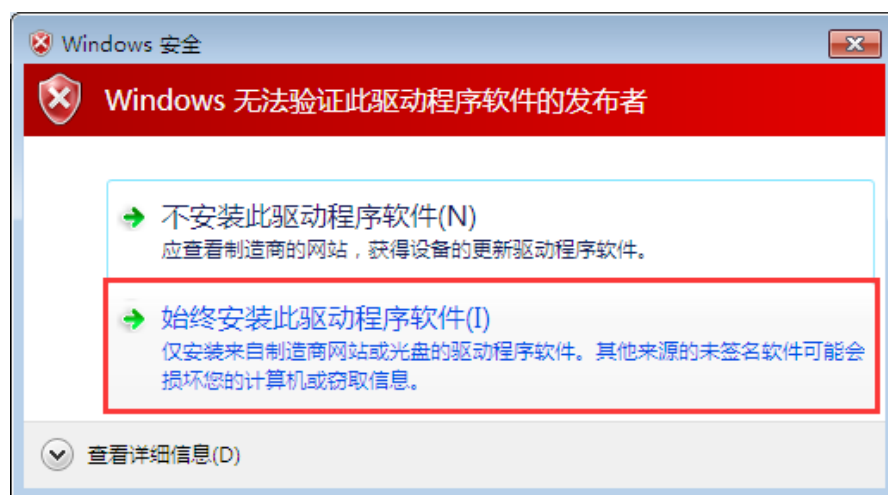 Windows 安全
Windows 无法验证此驱动程序软件的发布者
不安装此驱动程序软件(N)
应查看制造商的网站，获得设备的更新驱动程序软件。
始终安装此驱动程序软件(I)
仅安装来自制造商网站或光盘的驱动程序软件。其他来源的未签名软件可能会
损坏您的计算机或窃取信息。
查看详细信息(D)